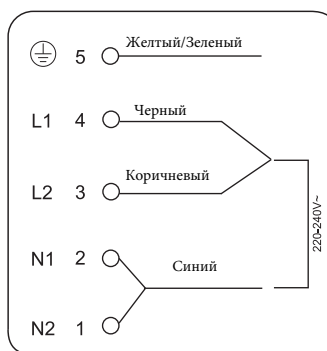 5 Желтый/Зеленый
L1 4 Черный
L2 3 Коричневый
220-240V~
N1 2
Синий
N2 1